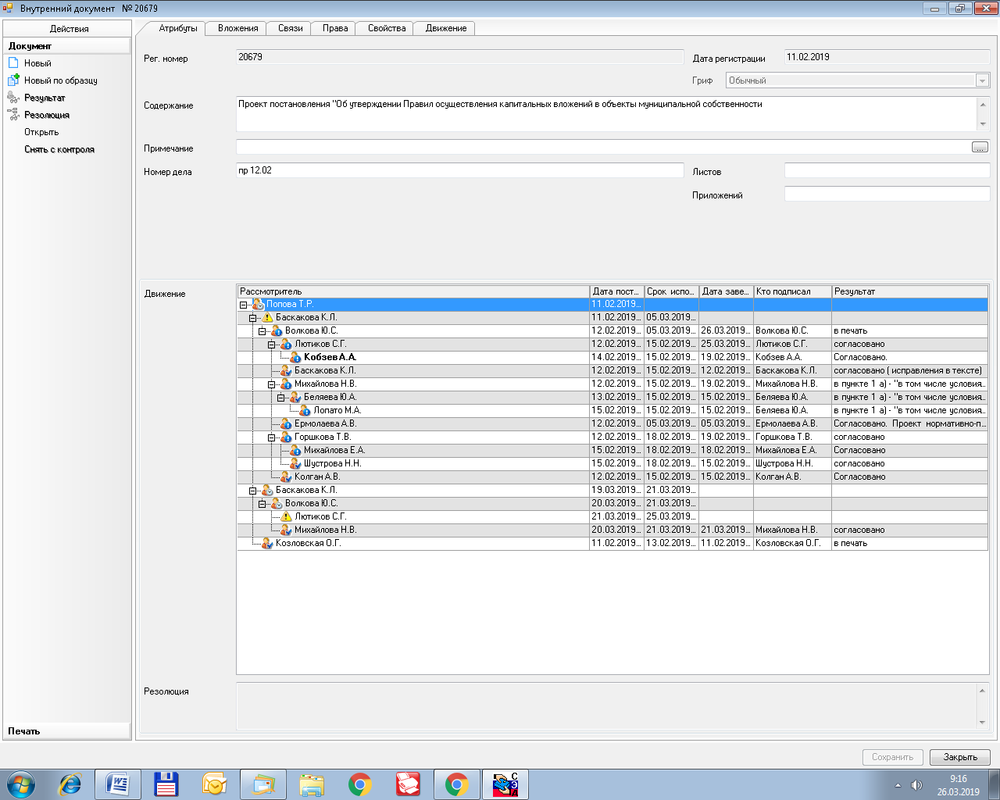 Внутренний документ № 20679
Действия
Документ
Новый
Новый по образцу
Результат
Резолюция
Открыть
Снять с контроля
Печать
Атрибуты Вложения Связи Права Свойства Движение
Рег. номер 20679 Дата регистрации 11.02.2019
Гриф Обычный
Содержание Проект постановления "Об утверждении Правил осуществления капитальных вложений в объекты муниципальной собственности
Примечание ...
Номер дела пр 12.02 Листов
Приложений
Движение
Рассмотритель Дата пост... Срок испо... Дата заве... Кто подписал Результат
Попова Т.Р. 11.02.2019...
Баскакова К.Л. 11.02.2019... 05.03.2019...
Волкова Ю.С. 12.02.2019... 05.03.2019... 26.03.2019... Волкова Ю.С. в печать
Лютиков С.Г. 12.02.2019... 15.02.2019... 25.03.2019... Лютиков С.Г. согласовано
Кобзев А.А. 14.02.2019... 15.02.2019... 19.02.2019... Кобзев А.А. Согласовано.
Баскакова К.Л. 12.02.2019... 15.02.2019... 12.02.2019... Баскакова К.Л. согласовано ( исправления в тексте)
Михайлова Н.В. 12.02.2019... 15.02.2019... 19.02.2019... Михайлова Н.В. в пункте 1 а) - "в том числе условия...
Беляева Ю.А. 13.02.2019... 15.02.2019... 15.02.2019... Беляева Ю.А. в пункте 1 а) - "в том числе условия...
Лопато М.А. 15.02.2019... 15.02.2019... 15.02.2019... Беляева Ю.А. в пункте 1 а) - "в том числе условия...
Ермолаева А.В. 12.02.2019... 05.03.2019... 05.03.2019... Ермолаева А.В. Согласовано. Проект нормативно-п...
Горшкова Т.В. 12.02.2019... 18.02.2019... 19.02.2019... Горшкова Т.В. согласовано
Михайлова Е.А. 15.02.2019... 18.02.2019... 18.02.2019... Михайлова Е.А. Согласовано
Шустрова Н.Н. 15.02.2019... 18.02.2019... 15.02.2019... Шустрова Н.Н. согласовано
Колган А.В. 12.02.2019... 15.02.2019... 15.02.2019... Колган А.В. Согласовано
Баскакова К.Л. 19.03.2019... 21.03.2019...
Волкова Ю.С. 20.03.2019... 21.03.2019...
Лютиков С.Г. 21.03.2019... 25.03.2019...
Михайлова Н.В. 20.03.2019... 21.03.2019... 21.03.2019... Михайлова Н.В. согласовано
Козловская О.Г. 11.02.2019... 13.02.2019... 11.02.2019... Козловская О.Г. в печать
Резолюция
Сохранить Закрыть
СЭД
9:16
26.03.2019